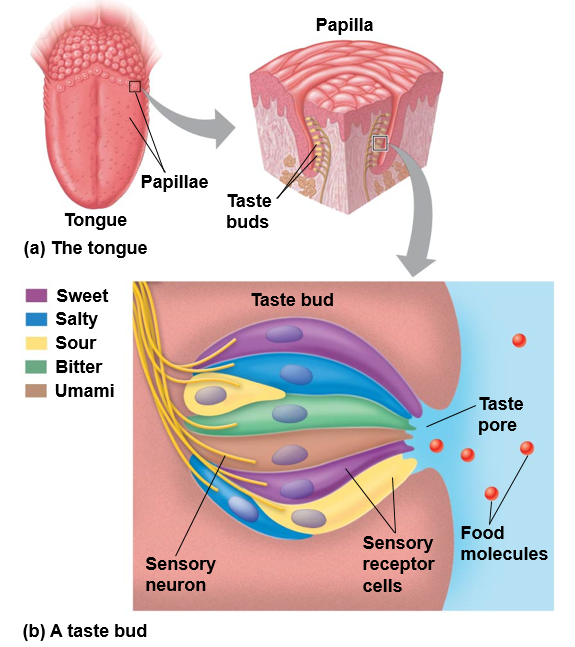 Papilla
Papillae
Taste
buds
Tongue
(a) The tongue
Sweet
Salty
Sour
Bitter
Umami
Taste bud
Taste
pore
Food
molecules
Sensory
receptor
cells
Sensory
neuron
(b) A taste bud